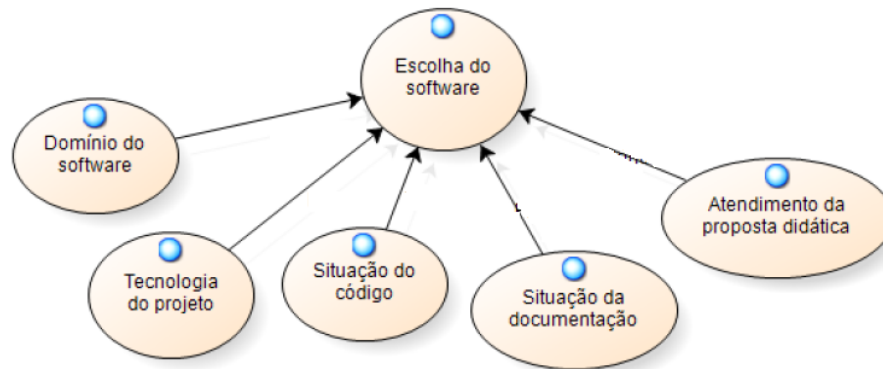 Escolha do
software
Domínio do
software
Tecnologia
do projeto
Situação do
código
Situação da
documentação
Atendimento da
proposta didática